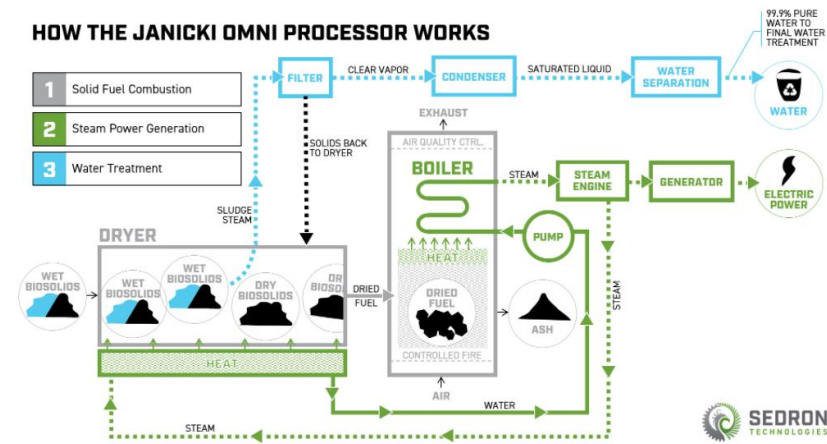 HOW THE JANICKI OMNI PROCESSOR WORKS
1 Solid Fuel Combustion
2 Steam Power Generation
3 Water Treatment
99.9% PURE
WATER TO
FINAL WATER
TREATMENT
FILTER
CLEAR VAPOR
CONDENSER
SATURATED LIQUID
WATER
SEPARATION
WATER
SOLIDS BACK
TO DRYER
SLUDGE
STEAM
EXHAUST
AIR QUALITY CTRL.
BOILER
STEAM
STEAM
ENGINE
GENERATOR
ELECTRIC
POWER
PUMP
HEAT
DRYER
WET
BIOSOLIDS
WET
BIOSOLIDS
WET
BIOSOLIDS
DRY
BIOSOLIDS
DR
BIOSO
DRIED
FUEL
DRIED
FUEL
ASH
STEAM
CONTROLLED FIRE
HEAT
AIR
WATER
STEAM
SEDRON
TECHNOLOGIES